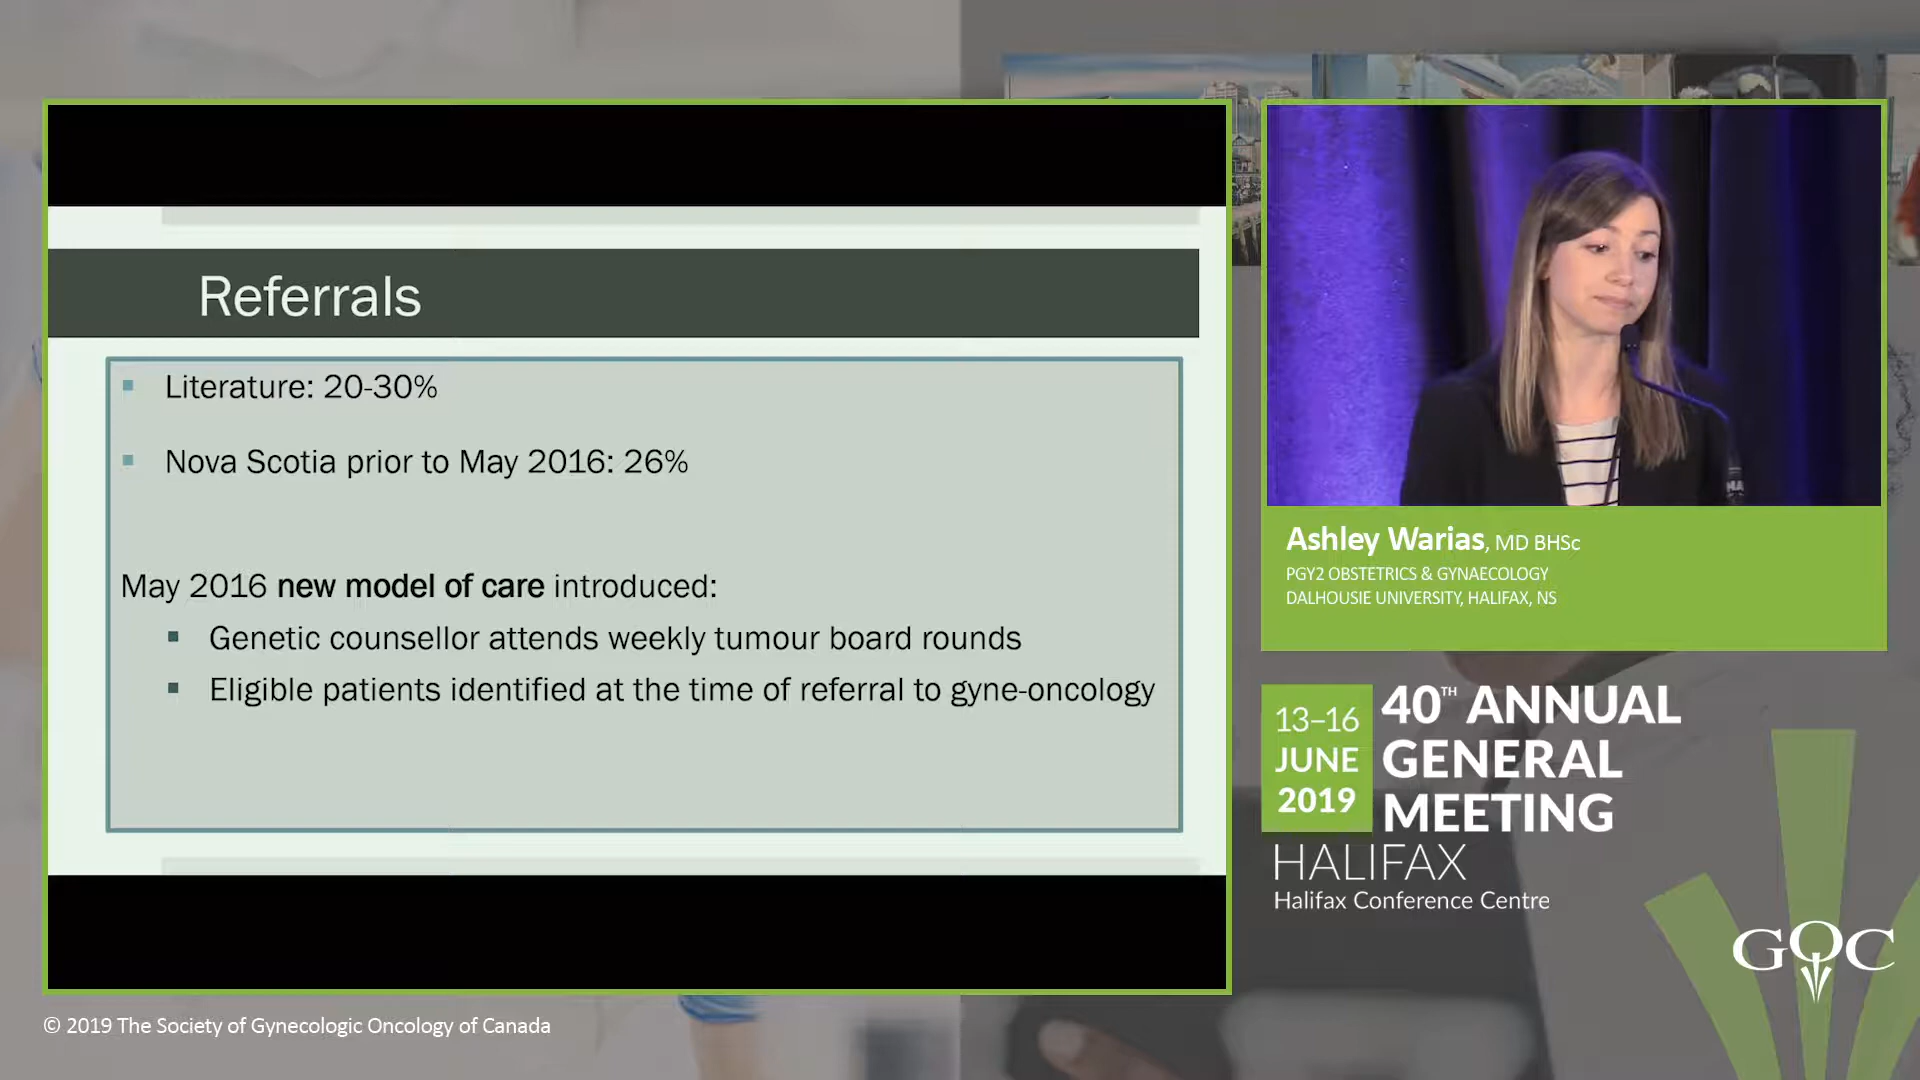 Referrals
Literature: 20-30%
Nova Scotia prior to May 2016: 26%
May 2016 new model of care introduced:
Genetic counsellor attends weekly tumour board rounds
Eligible patients identified at the time of referral to gyne-oncology
Ashley Warias, MD BHSc
PGY2 OBSTETRICS & GYNAECOLOGY
DALHOUSIE UNIVERSITY, HALIFAX, NS
13–16
JUNE
2019
40TH ANNUAL
GENERAL
MEETING
HALIFAX
Halifax Conference Centre
GOC
© 2019 The Society of Gynecologic Oncology of Canada